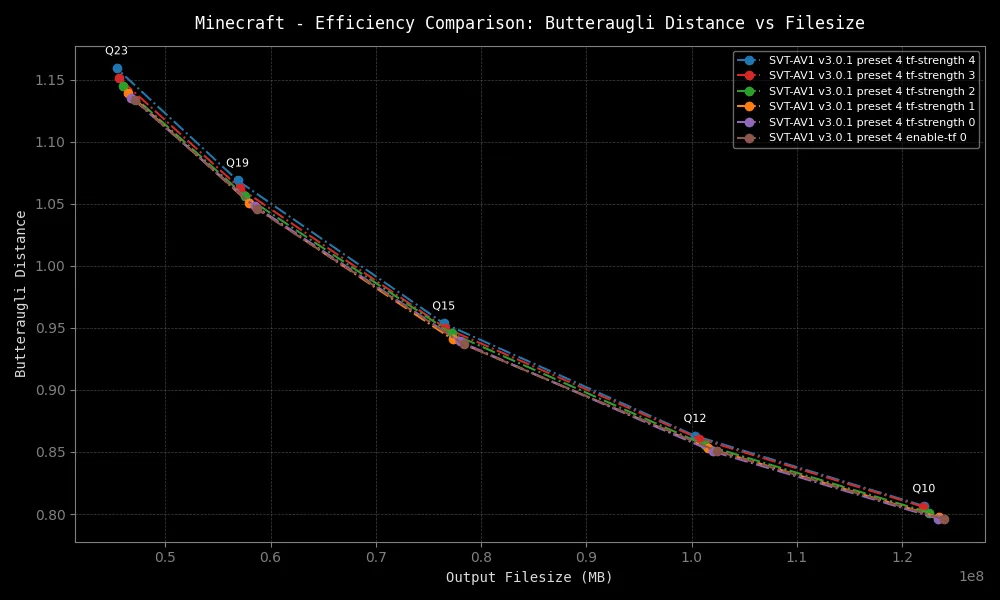 Minecraft - Efficiency Comparison: Butteraugli Distance vs Filesize
SVT-AV1 v3.0.1 preset 4 tf-strength 4
SVT-AV1 v3.0.1 preset 4 tf-strength 3
SVT-AV1 v3.0.1 preset 4 tf-strength 2
SVT-AV1 v3.0.1 preset 4 tf-strength 1
SVT-AV1 v3.0.1 preset 4 tf-strength 0
SVT-AV1 v3.0.1 preset 4 enable-tf 0
Q23
Q19
Q15
Q12
Q10
Butteraugli Distance
1.15
1.10
1.05
1.00
0.95
0.90
0.85
0.80
0.5 0.6 0.7 0.8 0.9 1.0 1.1 1.2
1e8
Output Filesize (MB)